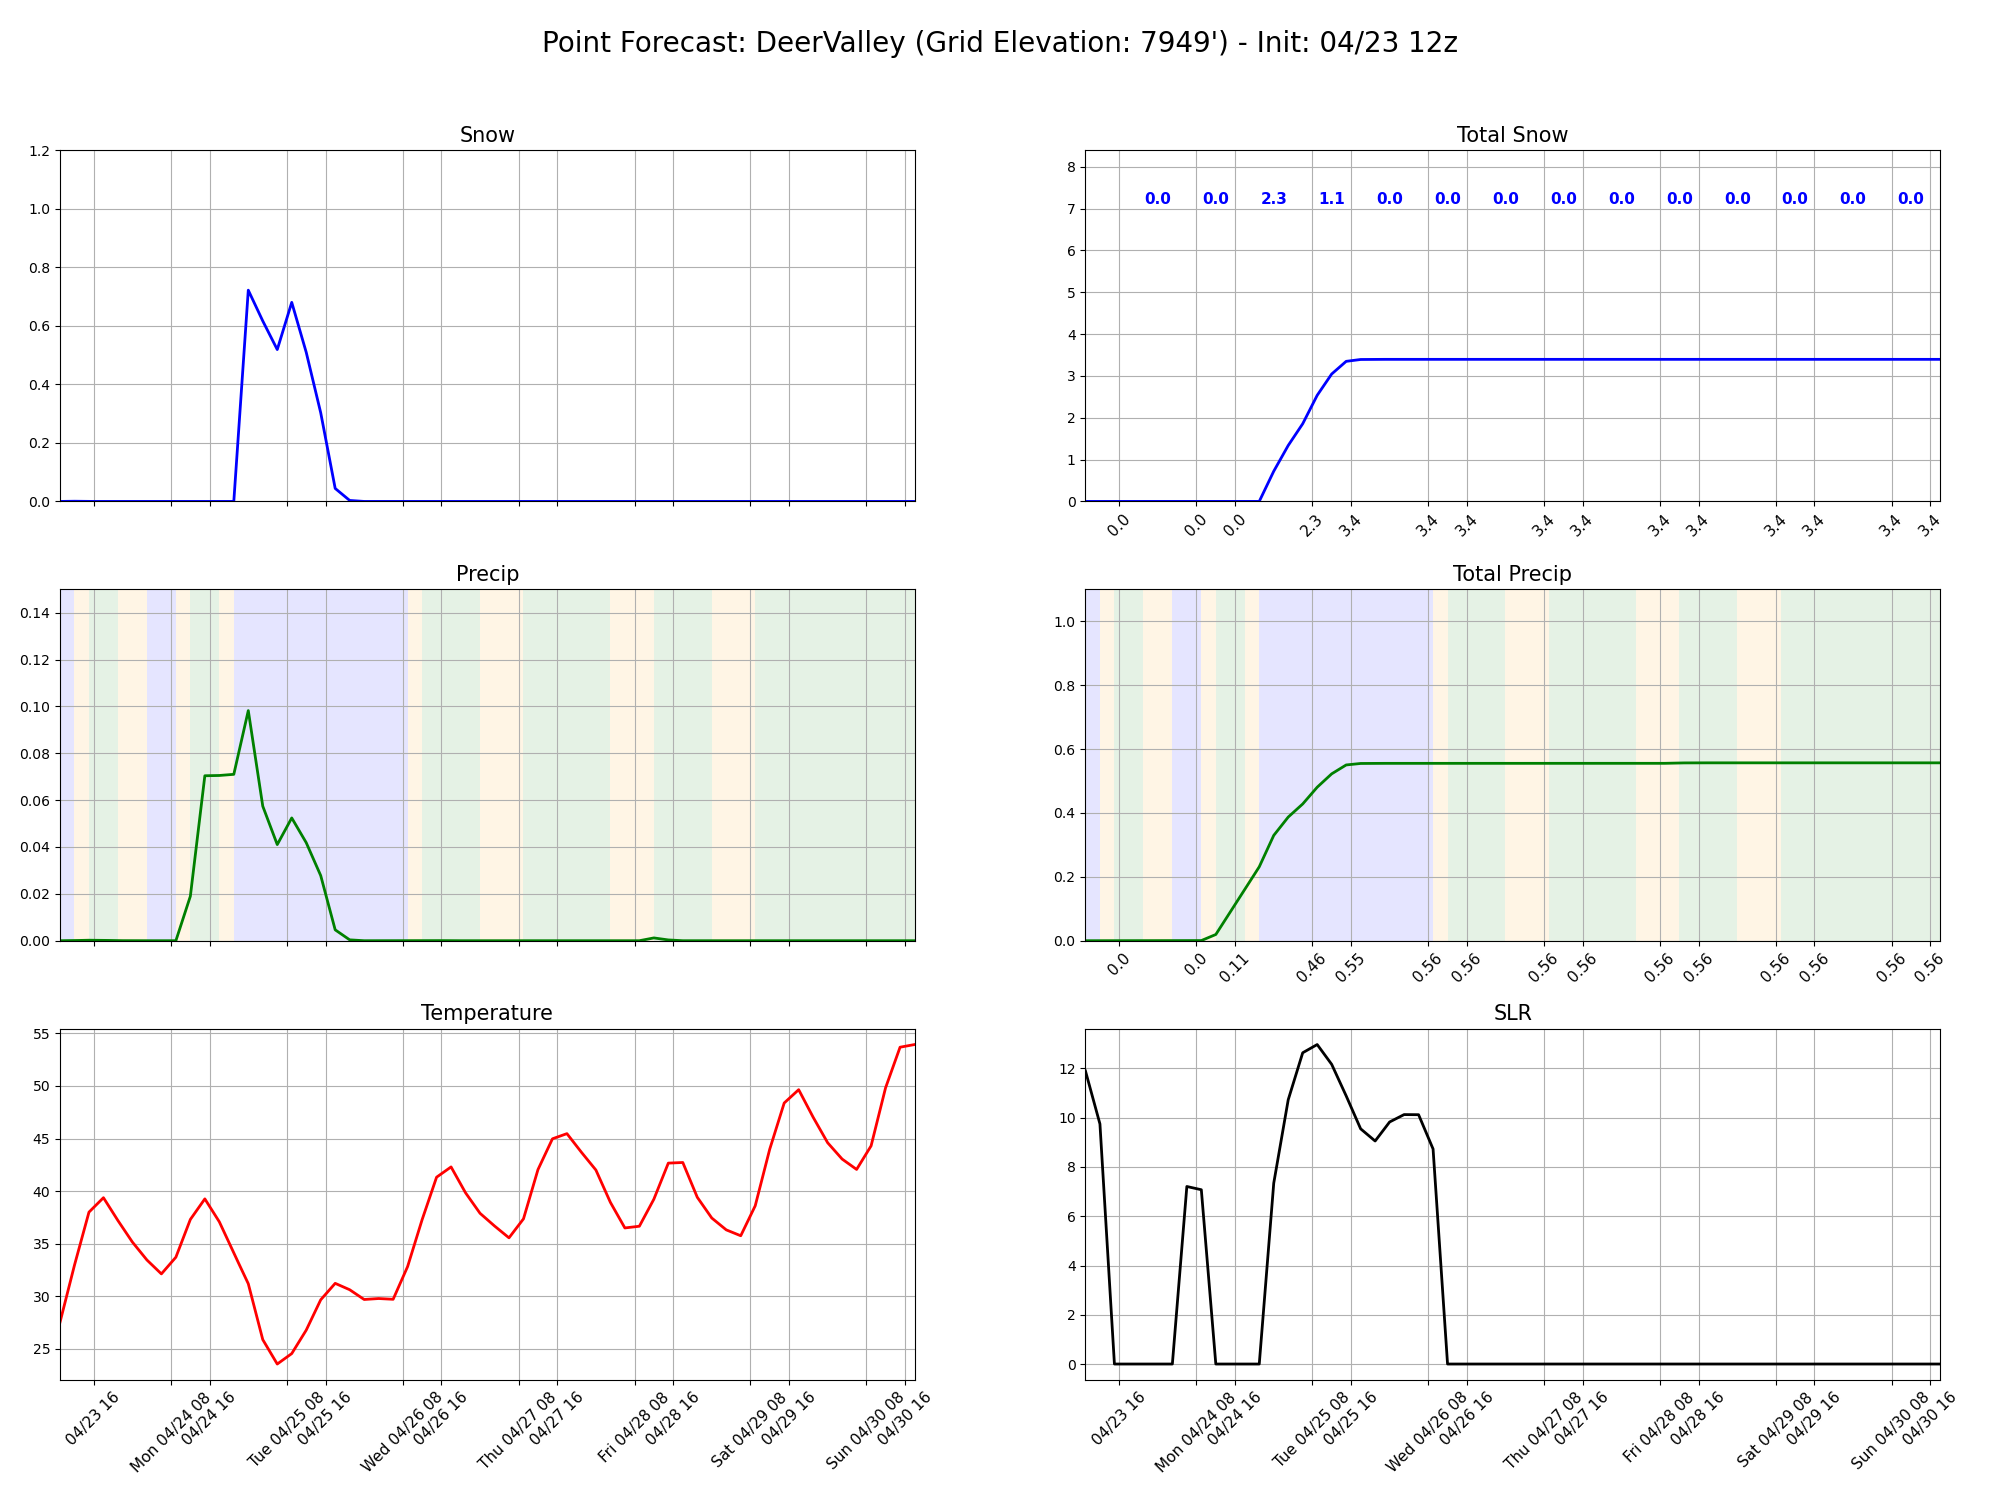 Point Forecast: DeerValley (Grid Elevation: 7949') - Init: 04/23 12z
Snow
1.2
1.0
0.8
0.6
0.4
0.2
0.0
Total Snow
8
7
6
5
4
3
2
1
0
0.0 0.0 2.3 1.1 0.0 0.0 0.0 0.0 0.0 0.0 0.0 0.0 0.0 0.0
0.0 0.0 0.0 2.3 3.4 3.4 3.4 3.4 3.4 3.4 3.4 3.4 3.4 3.4 3.4
Precip
0.14
0.12
0.10
0.08
0.06
0.04
0.02
0.00
Total Precip
1.0
0.8
0.6
0.4
0.2
0.0
0.0 0.0 0.11 0.46 0.55 0.56 0.56 0.56 0.56 0.56 0.56 0.56 0.56 0.56 0.56
Temperature
55
50
45
40
35
30
25
04/23 16
Mon 04/24 08
04/24 16
Tue 04/25 08
04/25 16
Wed 04/26 08
04/26 16
Thu 04/27 08
04/27 16
Fri 04/28 08
04/28 16
Sat 04/29 08
04/29 16
Sun 04/30 08
04/30 16
SLR
12
10
8
6
4
2
0
04/23 16
Mon 04/24 08
04/24 16
Tue 04/25 08
04/25 16
Wed 04/26 08
04/26 16
Thu 04/27 08
04/27 16
Fri 04/28 08
04/28 16
Sat 04/29 08
04/29 16
Sun 04/30 08
04/30 16